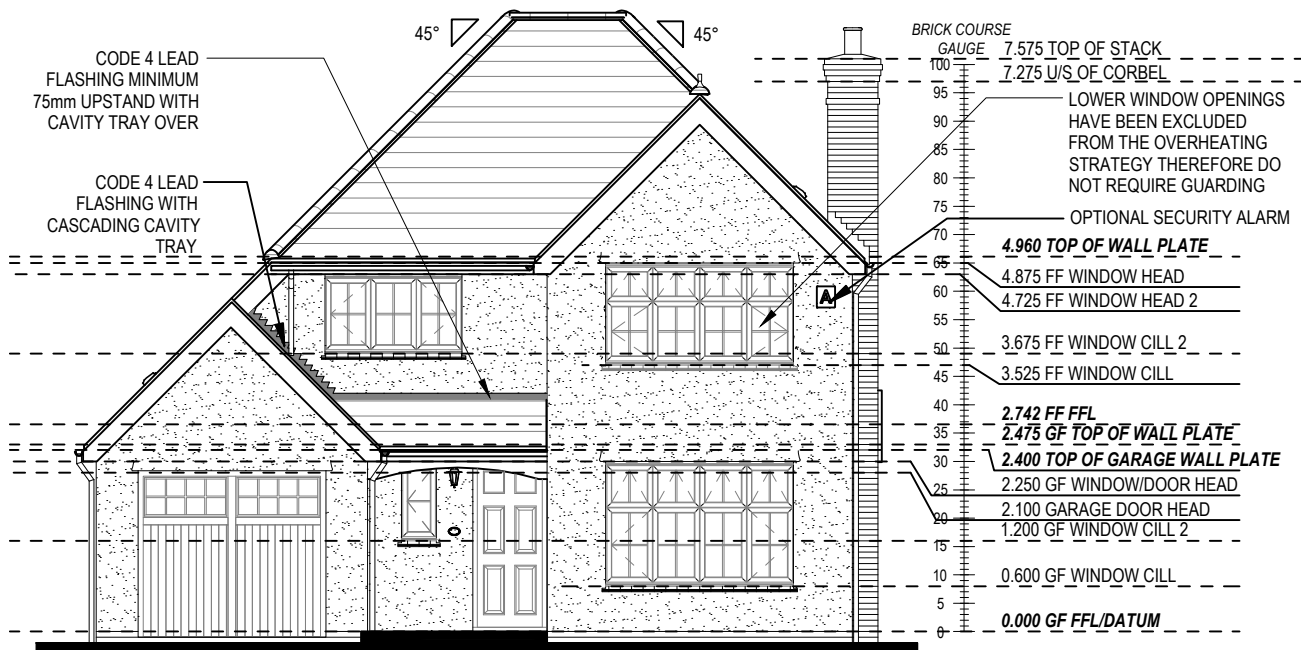 45°
45°
CODE 4 LEAD
FLASHING MINIMUM
75mm UPSTAND WITH
CAVITY TRAY OVER
CODE 4 LEAD
FLASHING WITH
CASCADING CAVITY
TRAY
BRICK COURSE
GAUGE
100
95
90
85
80
75
70
65
60
55
50
45
40
35
30
25
20
15
10
5
0
7.575 TOP OF STACK
7.275 U/S OF CORBEL
LOWER WINDOW OPENINGS
HAVE BEEN EXCLUDED
FROM THE OVERHEATING
STRATEGY THEREFORE DO
NOT REQUIRE GUARDING
OPTIONAL SECURITY ALARM
A
4.960 TOP OF WALL PLATE
4.875 FF WINDOW HEAD
4.725 FF WINDOW HEAD 2
3.675 FF WINDOW CILL 2
3.525 FF WINDOW CILL
2.742 FF FFL
2.475 GF TOP OF WALL PLATE
2.400 TOP OF GARAGE WALL PLATE
2.250 GF WINDOW/DOOR HEAD
2.100 GARAGE DOOR HEAD
1.200 GF WINDOW CILL 2
0.600 GF WINDOW CILL
0.000 GF FFL/DATUM